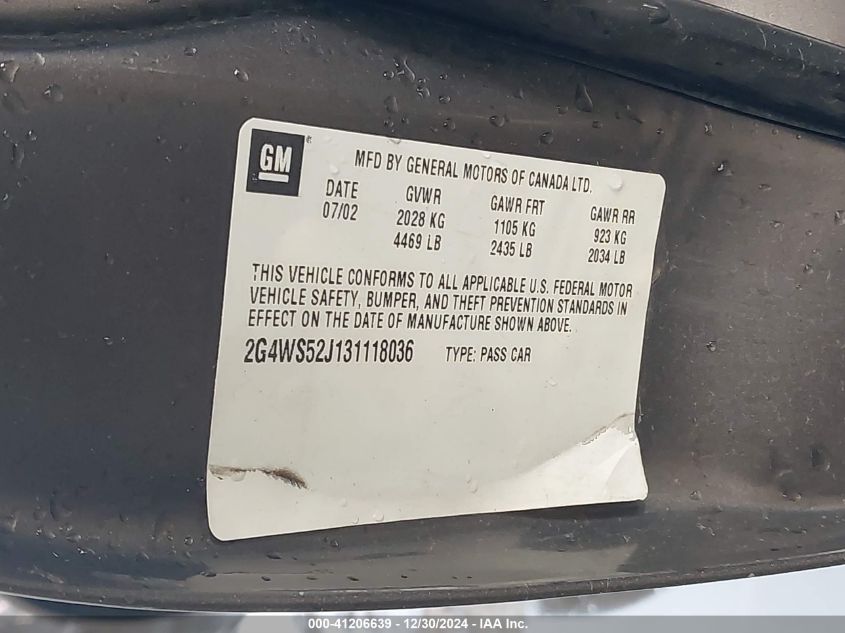 GM
MFD BY GENERAL MOTORS OF CANADA LTD.
DATE GVWR GAWR FRT GAWR RR
07/02 2028 KG 1105 KG 923 KG
4469 LB 2435 LB 2034 LB
THIS VEHICLE CONFORMS TO ALL APPLICABLE U.S. FEDERAL MOTOR
VEHICLE SAFETY, BUMPER, AND THEFT PREVENTION STANDARDS IN
EFFECT ON THE DATE OF MANUFACTURE SHOWN ABOVE.
2G4WS52J131118036 TYPE: PASS CAR
000-41206639 - 12/30/2024 - IAA Inc.